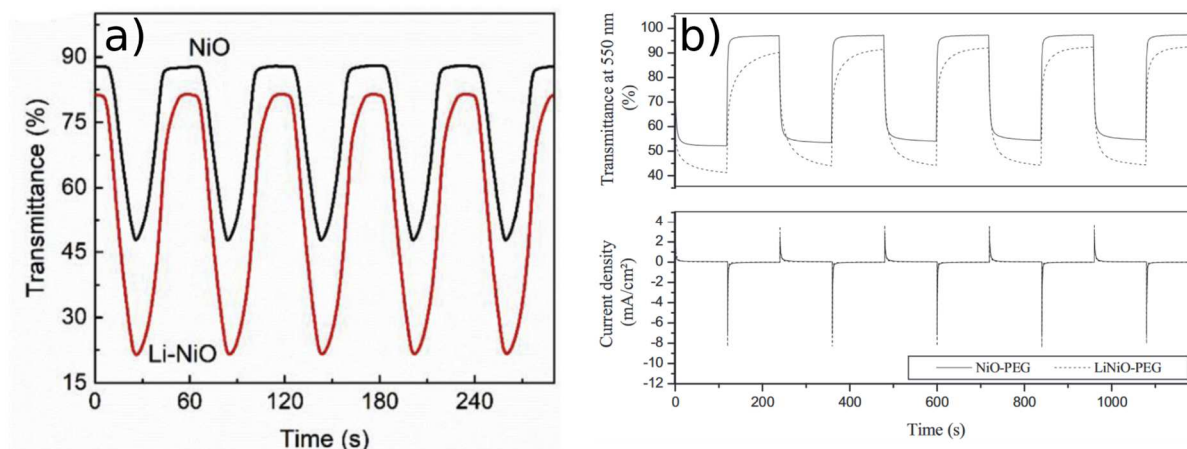 a)
NiO
Li-NiO
Transmittance (%)
90
75
60
45
30
15
0 60 120 180 240
Time (s)
b)
Transmittance at 550 nm
(%)
100
90
80
70
60
50
40
Current density
(mA/cm²)
4
2
0
-2
-4
-6
-8
-10
-12
NiO-PEG LiNiO-PEG
0 200 400 600 800 1000
Time (s)